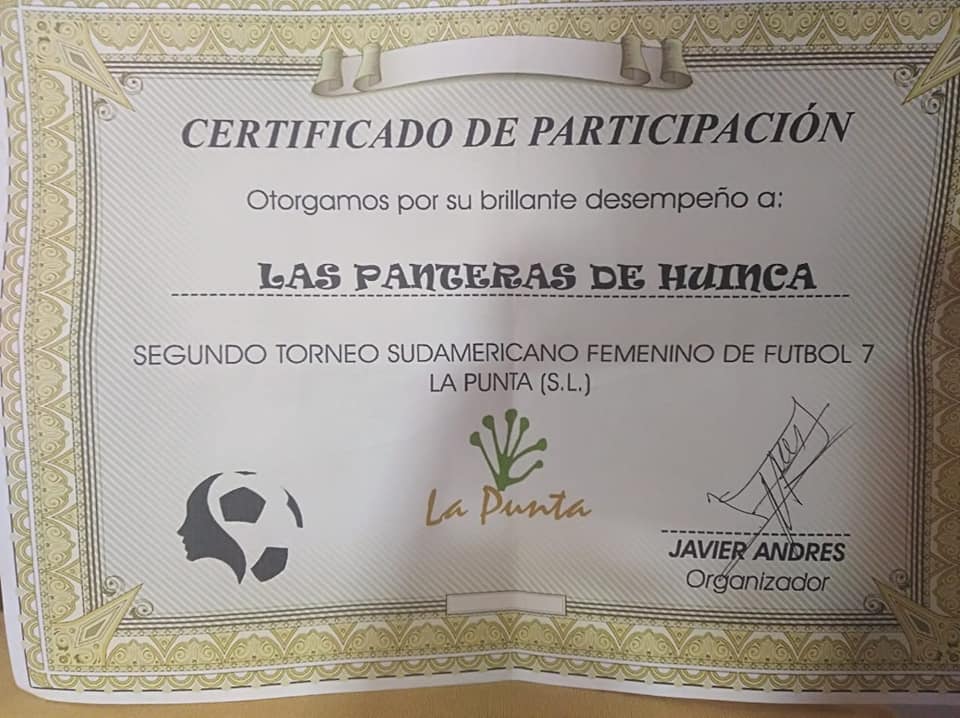 CERTIFICADO DE PARTICIPACIÓN
Otorgamos por su brillante desempeño a:
LAS PANTERAS DE HUINCA
SEGUNDO TORNEO SUDAMERICANO FEMENINO DE FUTBOL 7
LA PUNTA (S.L.)
La Punta
JAVIER ANDRES
Organizador